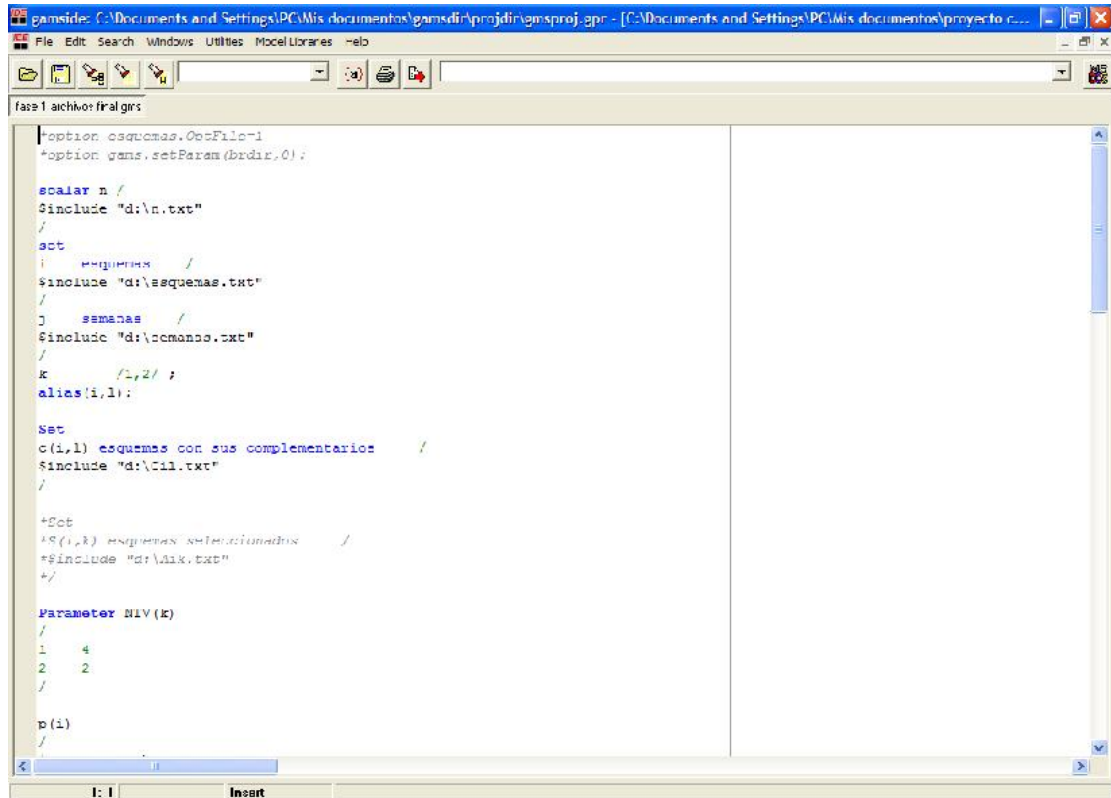 gamside: C:\Documents and Settings\PC\Mis documentos\gamsdir\projdir\gmsproj.gpr - [C:\Documents and Settings\PC\Mis documentos\proyecto c...
File Edit Search Windows Utilities Model Libraries Help
(a)
fase 1 archivos final.gms
*option esquemas.OptFile=1
*option gams.setParam(brdir,0);
scalar n /
$include "d:\n.txt"
/
set
i esquemas /
$include "d:\esquemas.txt"
/
j semanas /
$include "d:\semanas.txt"
/
k /1,2/ ;
alias(i,l);
Set
c(i,l) esquemas con sus complementarios /
$include "d:\Cil.txt"
/
*Set
*S(i,k) esquemas seleccionados /
*$include "d:\Aik.txt"
*/
Parameter NIV(k)
/
1 4
2 2
/
p(i)
/
1: 1 Insert